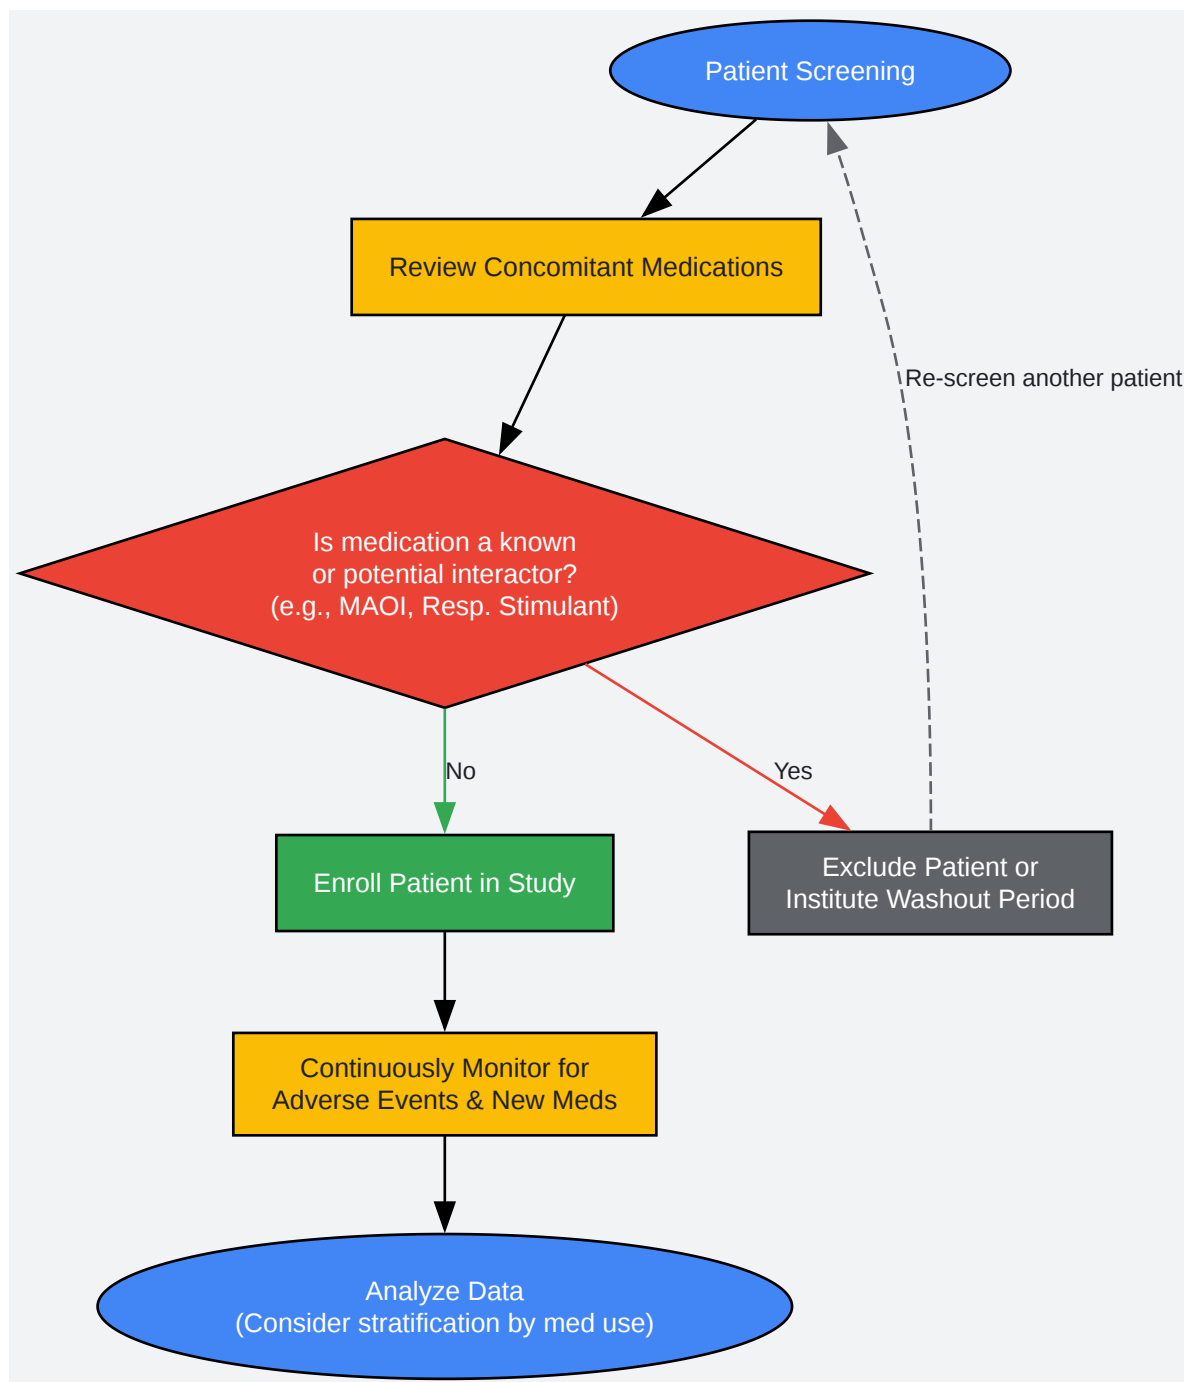 Patient Screening
Review Concomitant Medications
Re-screen another patient
Is medication a known
or potential interactor?
(e.g., MAOI, Resp. Stimulant)
No
Yes
Enroll Patient in Study
Exclude Patient or
Institute Washout Period
Continuously Monitor for
Adverse Events & New Meds
Analyze Data
(Consider stratification by med use)